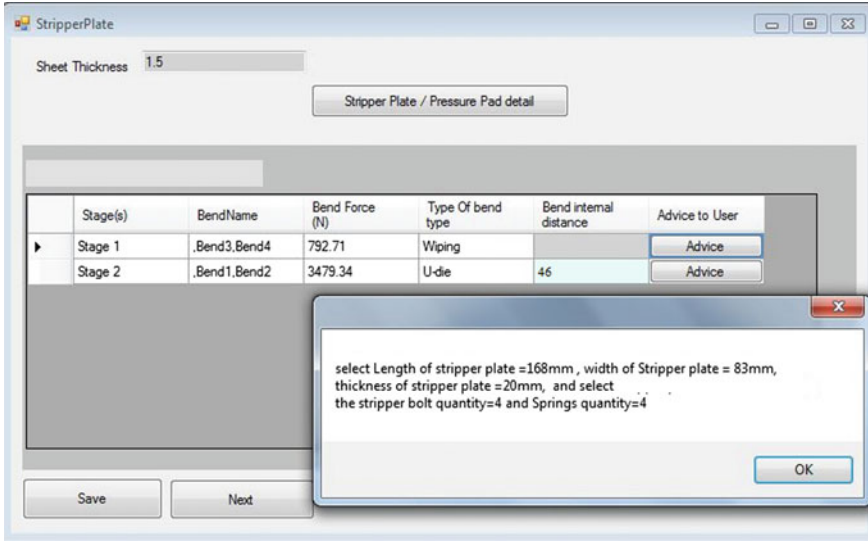 StripperPlate
Sheet Thickness 1.5
Stripper Plate / Pressure Pad detail
Stage(s) BendName Bend Force (N) Type Of bend type Bend internal distance Advice to User
Stage 1 ,Bend3,Bend4 792.71 Wiping Advice
Stage 2 ,Bend1,Bend2 3479.34 U-die 46 Advice
select Length of stripper plate =168mm , width of Stripper plate = 83mm,
thickness of stripper plate =20mm, and select
the stripper bolt quantity=4 and Springs quantity=4
OK
Save Next